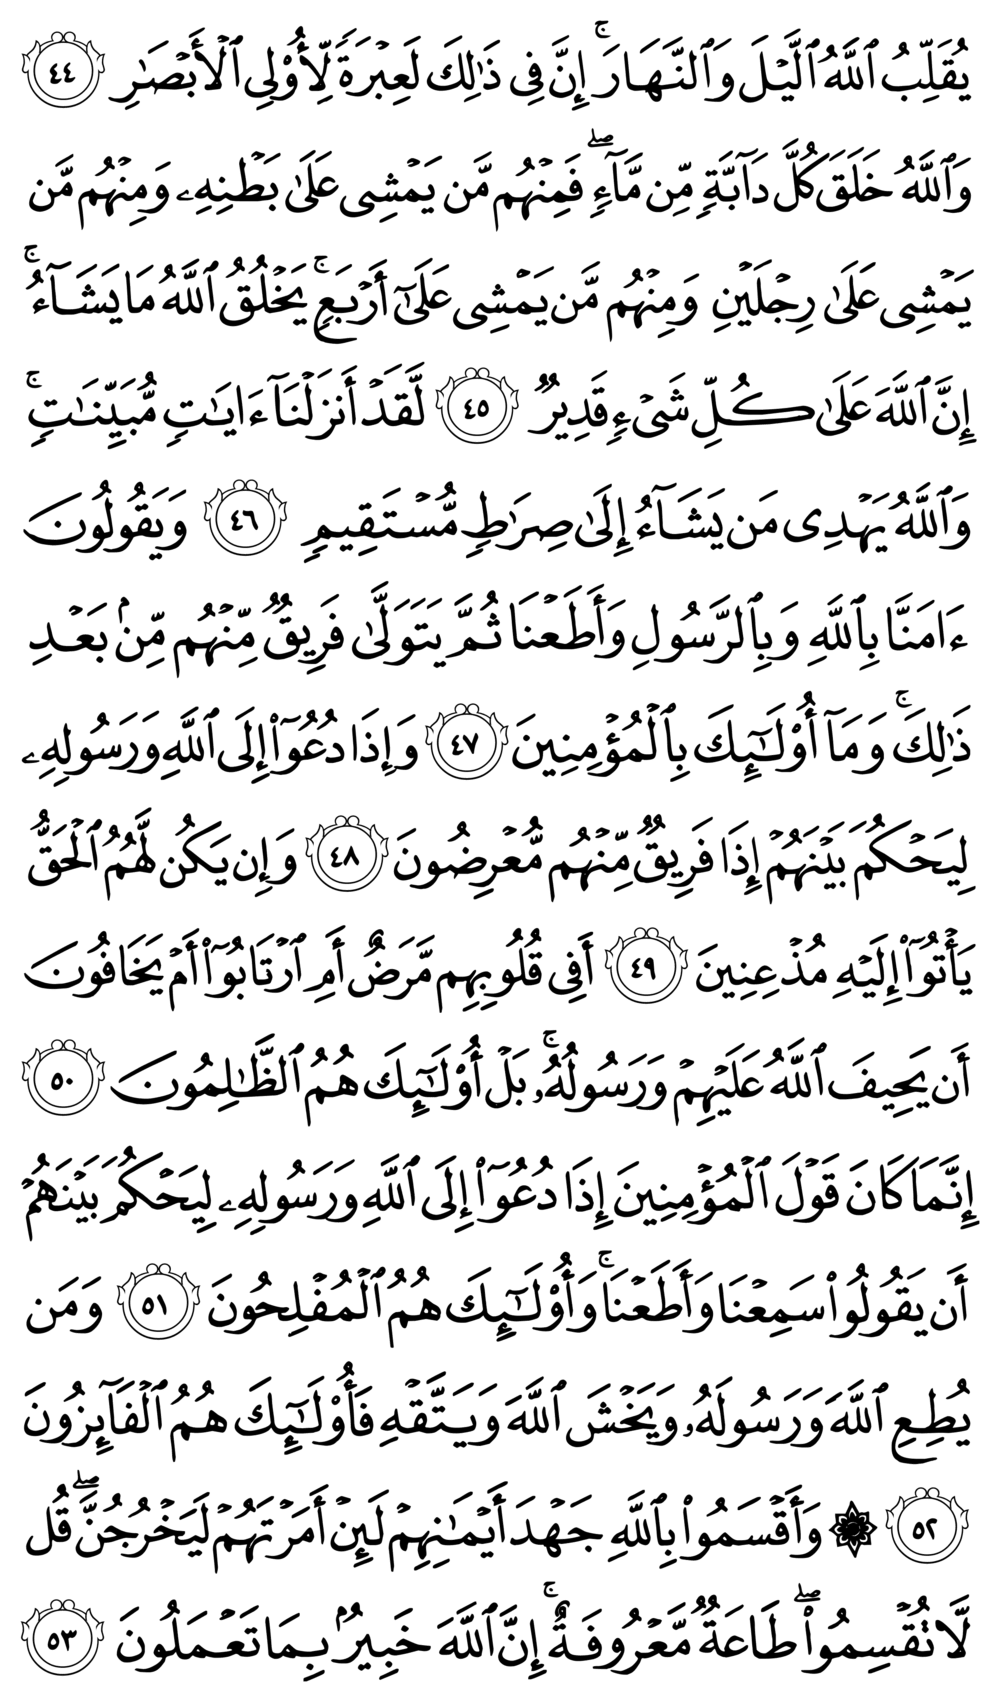 يُقَلِّبُ ٱللَّهُ ٱلَّيۡلَ وَٱلنَّهَارَۚ إِنَّ فِي ذَٰلِكَ لَعِبۡرَةٗ لِّأُوْلِي ٱلۡأَبۡصَٰرِ ٤٤
وَٱللَّهُ خَلَقَ كُلَّ دَآبَّةٖ مِّن مَّآءٖۖ فَمِنۡهُم مَّن يَمۡشِي عَلَىٰ بَطۡنِهِۦ وَمِنۡهُم مَّن
يَمۡشِي عَلَىٰ رِجۡلَيۡنِ وَمِنۡهُم مَّن يَمۡشِي عَلَىٰٓ أَرۡبَعٖۚ يَخۡلُقُ ٱللَّهُ مَا يَشَآءُۚ
إِنَّ ٱللَّهَ عَلَىٰ كُلِّ شَيۡءٖ قَدِيرٞ ٤٥ لَّقَدۡ أَنزَلۡنَآ ءَايَٰتٖ مُّبَيِّنَٰتٖۚ
وَٱللَّهُ يَهۡدِي مَن يَشَآءُ إِلَىٰ صِرَٰطٖ مُّسۡتَقِيمٖ ٤٦ وَيَقُولُونَ
ءَامَنَّا بِٱللَّهِ وَبِٱلرَّسُولِ وَأَطَعۡنَا ثُمَّ يَتَوَلَّىٰ فَرِيقٞ مِّنۡهُم مِّنۢ بَعۡدِ
ذَٰلِكَۚ وَمَآ أُوْلَٰٓئِكَ بِٱلۡمُؤۡمِنِينَ ٤٧ وَإِذَا دُعُوٓاْ إِلَى ٱللَّهِ وَرَسُولِهِۦ
لِيَحۡكُمَ بَيۡنَهُمۡ إِذَا فَرِيقٞ مِّنۡهُم مُّعۡرِضُونَ ٤٨ وَإِن يَكُن لَّهُمُ ٱلۡحَقُّ
يَأۡتُوٓاْ إِلَيۡهِ مُذۡعِنِينَ ٤٩ أَفِي قُلُوبِهِم مَّرَضٌ أَمِ ٱرۡتَابُوٓاْ أَمۡ يَخَافُونَ
أَن يَحِيفَ ٱللَّهُ عَلَيۡهِمۡ وَرَسُولُهُۥۚ بَلۡ أُوْلَٰٓئِكَ هُمُ ٱلظَّٰلِمُونَ ٥٠
إِنَّمَا كَانَ قَوۡلَ ٱلۡمُؤۡمِنِينَ إِذَا دُعُوٓاْ إِلَى ٱللَّهِ وَرَسُولِهِۦ لِيَحۡكُمَ بَيۡنَهُمۡ
أَن يَقُولُواْ سَمِعۡنَا وَأَطَعۡنَاۚ وَأُوْلَٰٓئِكَ هُمُ ٱلۡمُفۡلِحُونَ ٥١ وَمَن
يُطِعِ ٱللَّهَ وَرَسُولَهُۥ وَيَخۡشَ ٱللَّهَ وَيَتَّقۡهِ فَأُوْلَٰٓئِكَ هُمُ ٱلۡفَآئِزُونَ
٥٢ ۞ وَأَقۡسَمُواْ بِٱللَّهِ جَهۡدَ أَيۡمَٰنِهِمۡ لَئِنۡ أَمَرۡتَهُمۡ لَيَخۡرُجُنَّۖ قُل
لَّا تُقۡسِمُواْۖ طَاعَةٞ مَّعۡرُوفَةٌۚ إِنَّ ٱللَّهَ خَبِيرُۢ بِمَا تَعۡمَلُونَ ٥٣